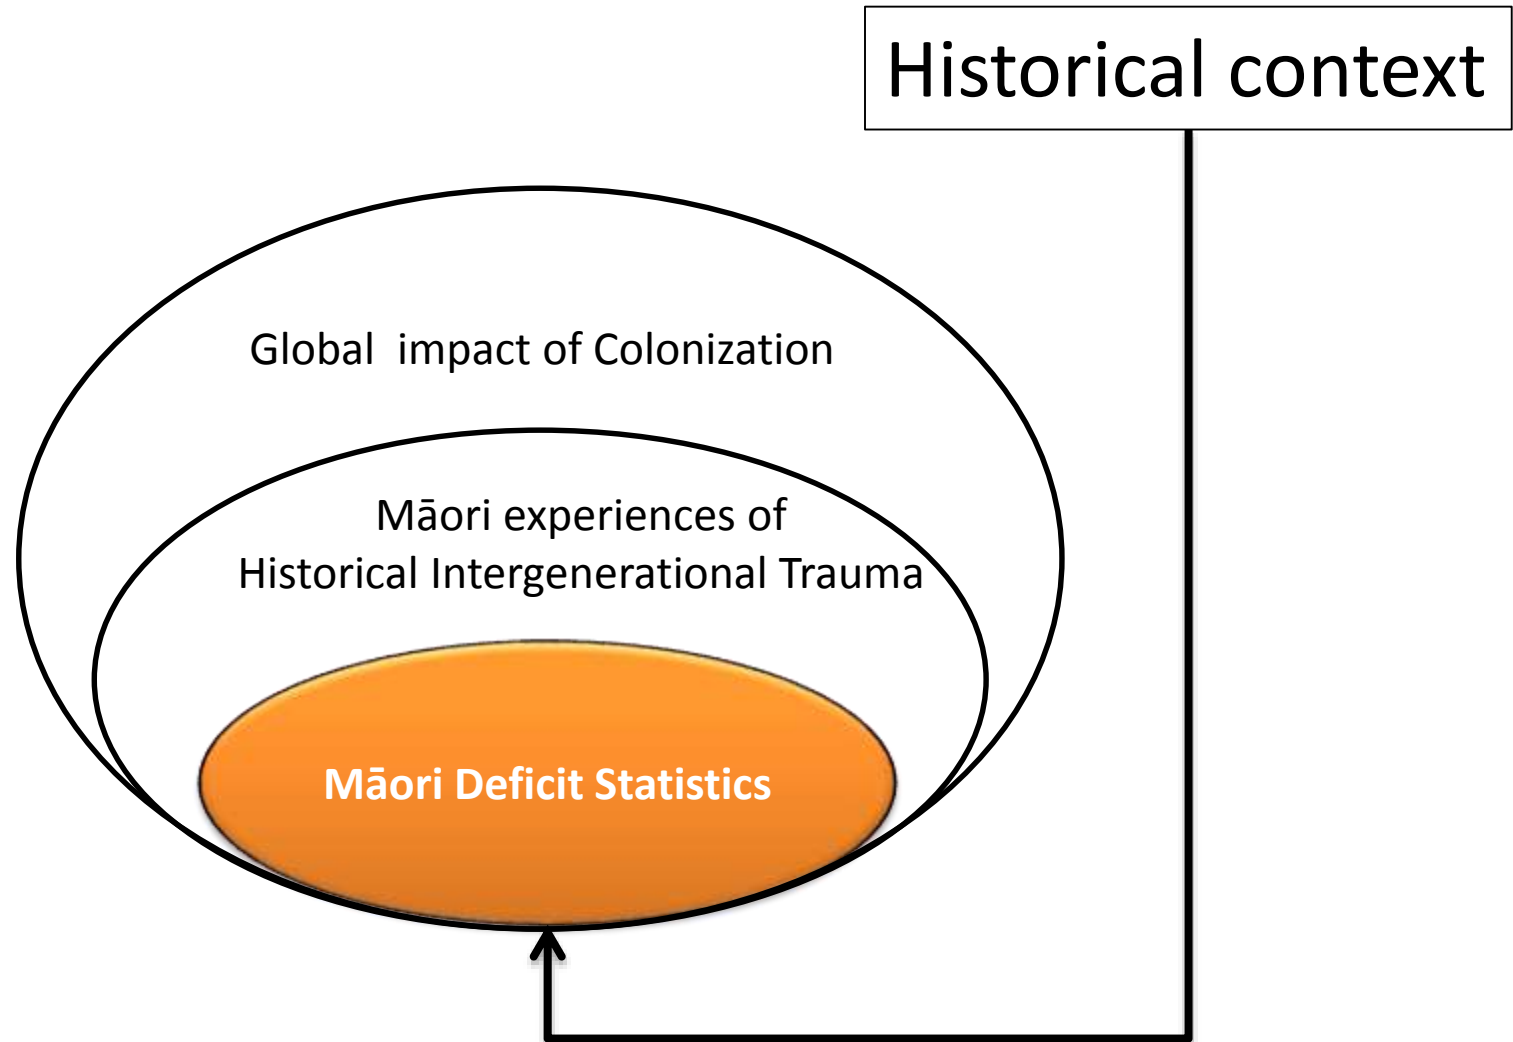 Historical context
Global impact of Colonization
Māori experiences of
Historical Intergenerational Trauma
Māori Deficit Statistics